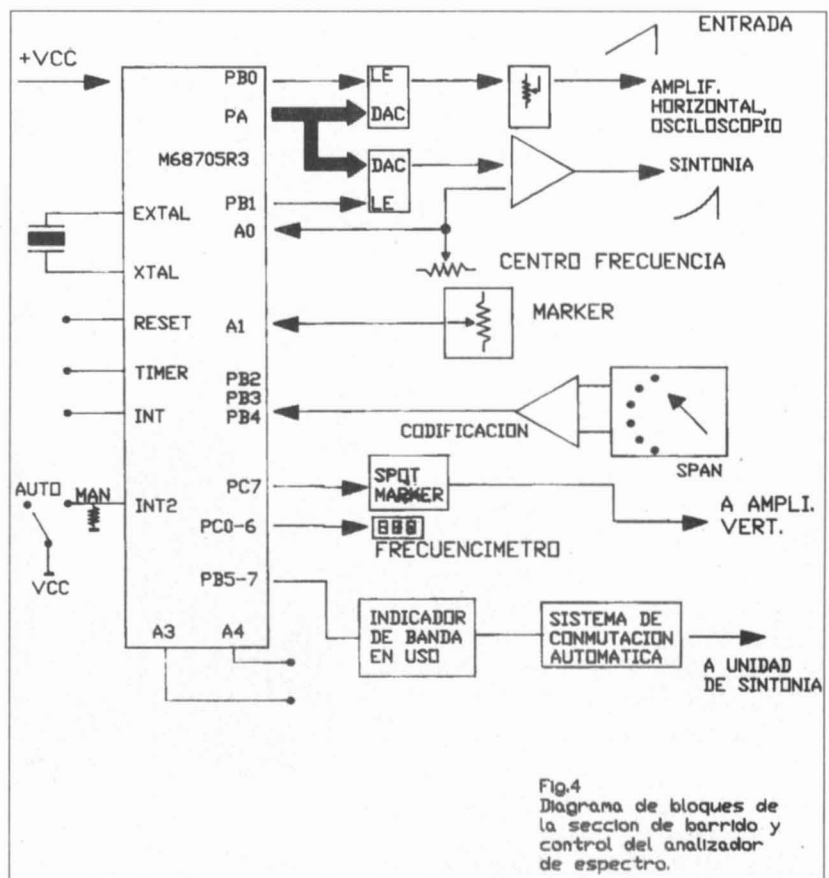 ENTRADA
+VCC
PB0
LE
PA
DAC
AMPLIF.
HORIZONTAL,
OSCILOSCOPIO
M68705R3
DAC
SINTONIA
PB1
LE
EXTAL
A0
CENTRO FRECUENCIA
XTAL
MARKER
RESET
A1
TIMER
PB2
PB3
INT
PB4
CODIFICACION
SPAN
AUTO
MAN
INT2
PC7
SPOT
MARKER
A AMPLI.
VERT.
PC0-6
888
FRECUENCIMETRO
VCC
PB5-7
INDICADOR
DE BANDA
EN USO
SISTEMA DE
CONMUTACION
AUTOMATICA
A3
A4
A UNIDAD
DE SINTONIA
Fig.4
Diagrama de bloques de
la seccion de barrido y
control del analizador
de espectro.